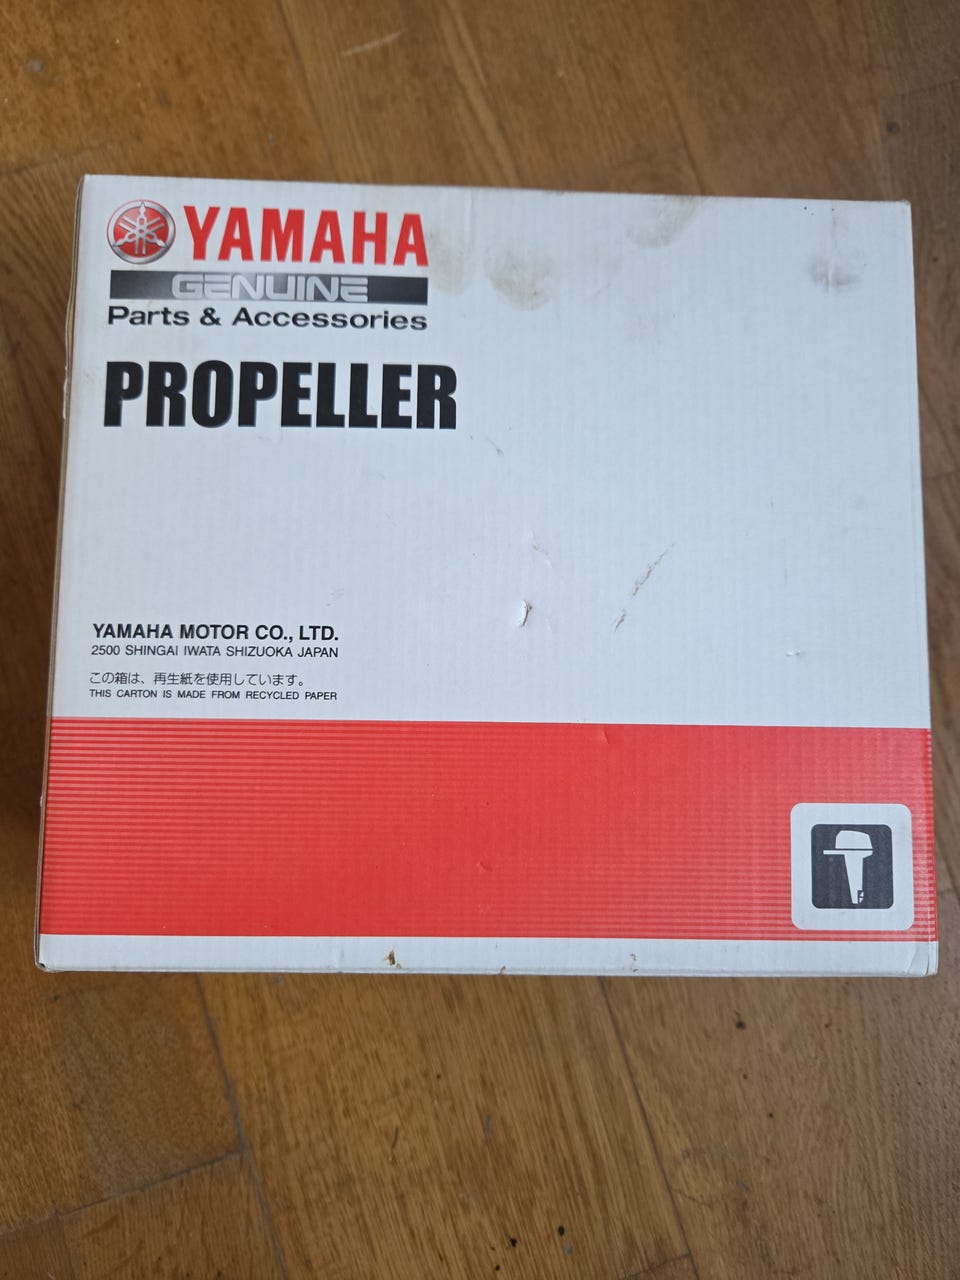 YAMAHA
GENUINE
Parts & Accessories
PROPELLER
YAMAHA MOTOR CO., LTD.
2500 SHINGAI IWATA SHIZUOKA JAPAN
この箱は、再生紙を使用しています。
THIS CARTON IS MADE FROM RECYCLED PAPER